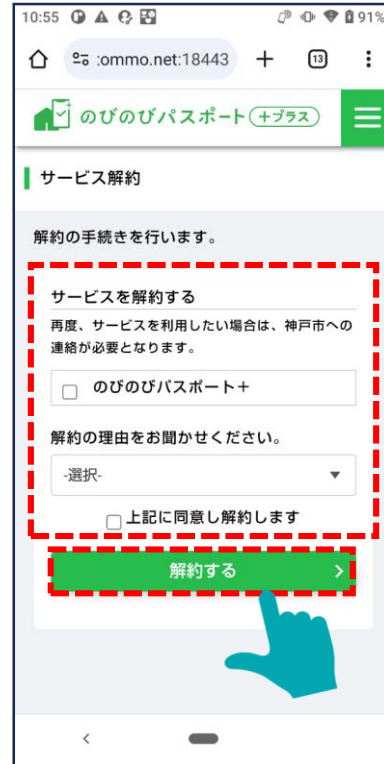 10:55 91%
:ommo.net:18443 13
のびのびパスポート +プラス
サービス解約
解約の手続きを行います。
サービスを解約する
再度、サービスを利用したい場合は、神戸市への
連絡が必要となります。
のびのびパスポート+
解約の理由をお聞かせください。
-選択-
上記に同意し解約します
解約する